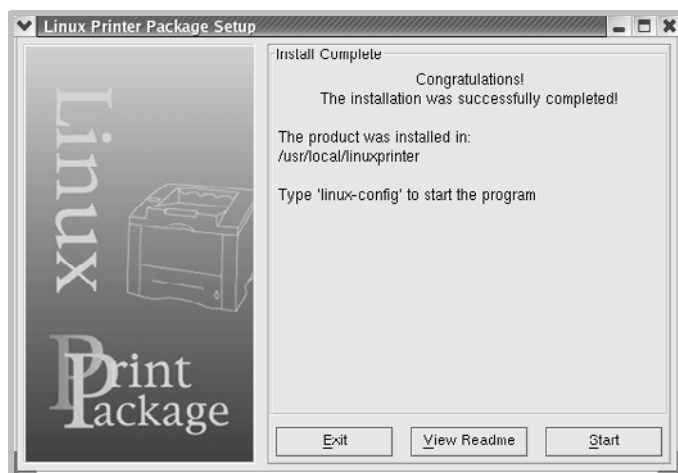 Linux Printer Package Setup
Linux
Print
Package
Install Complete
Congratulations!
The installation was successfully completed!
The product was installed in:
/usr/local/linuxprinter
Type 'linux-config' to start the program
Exit
View Readme
Start